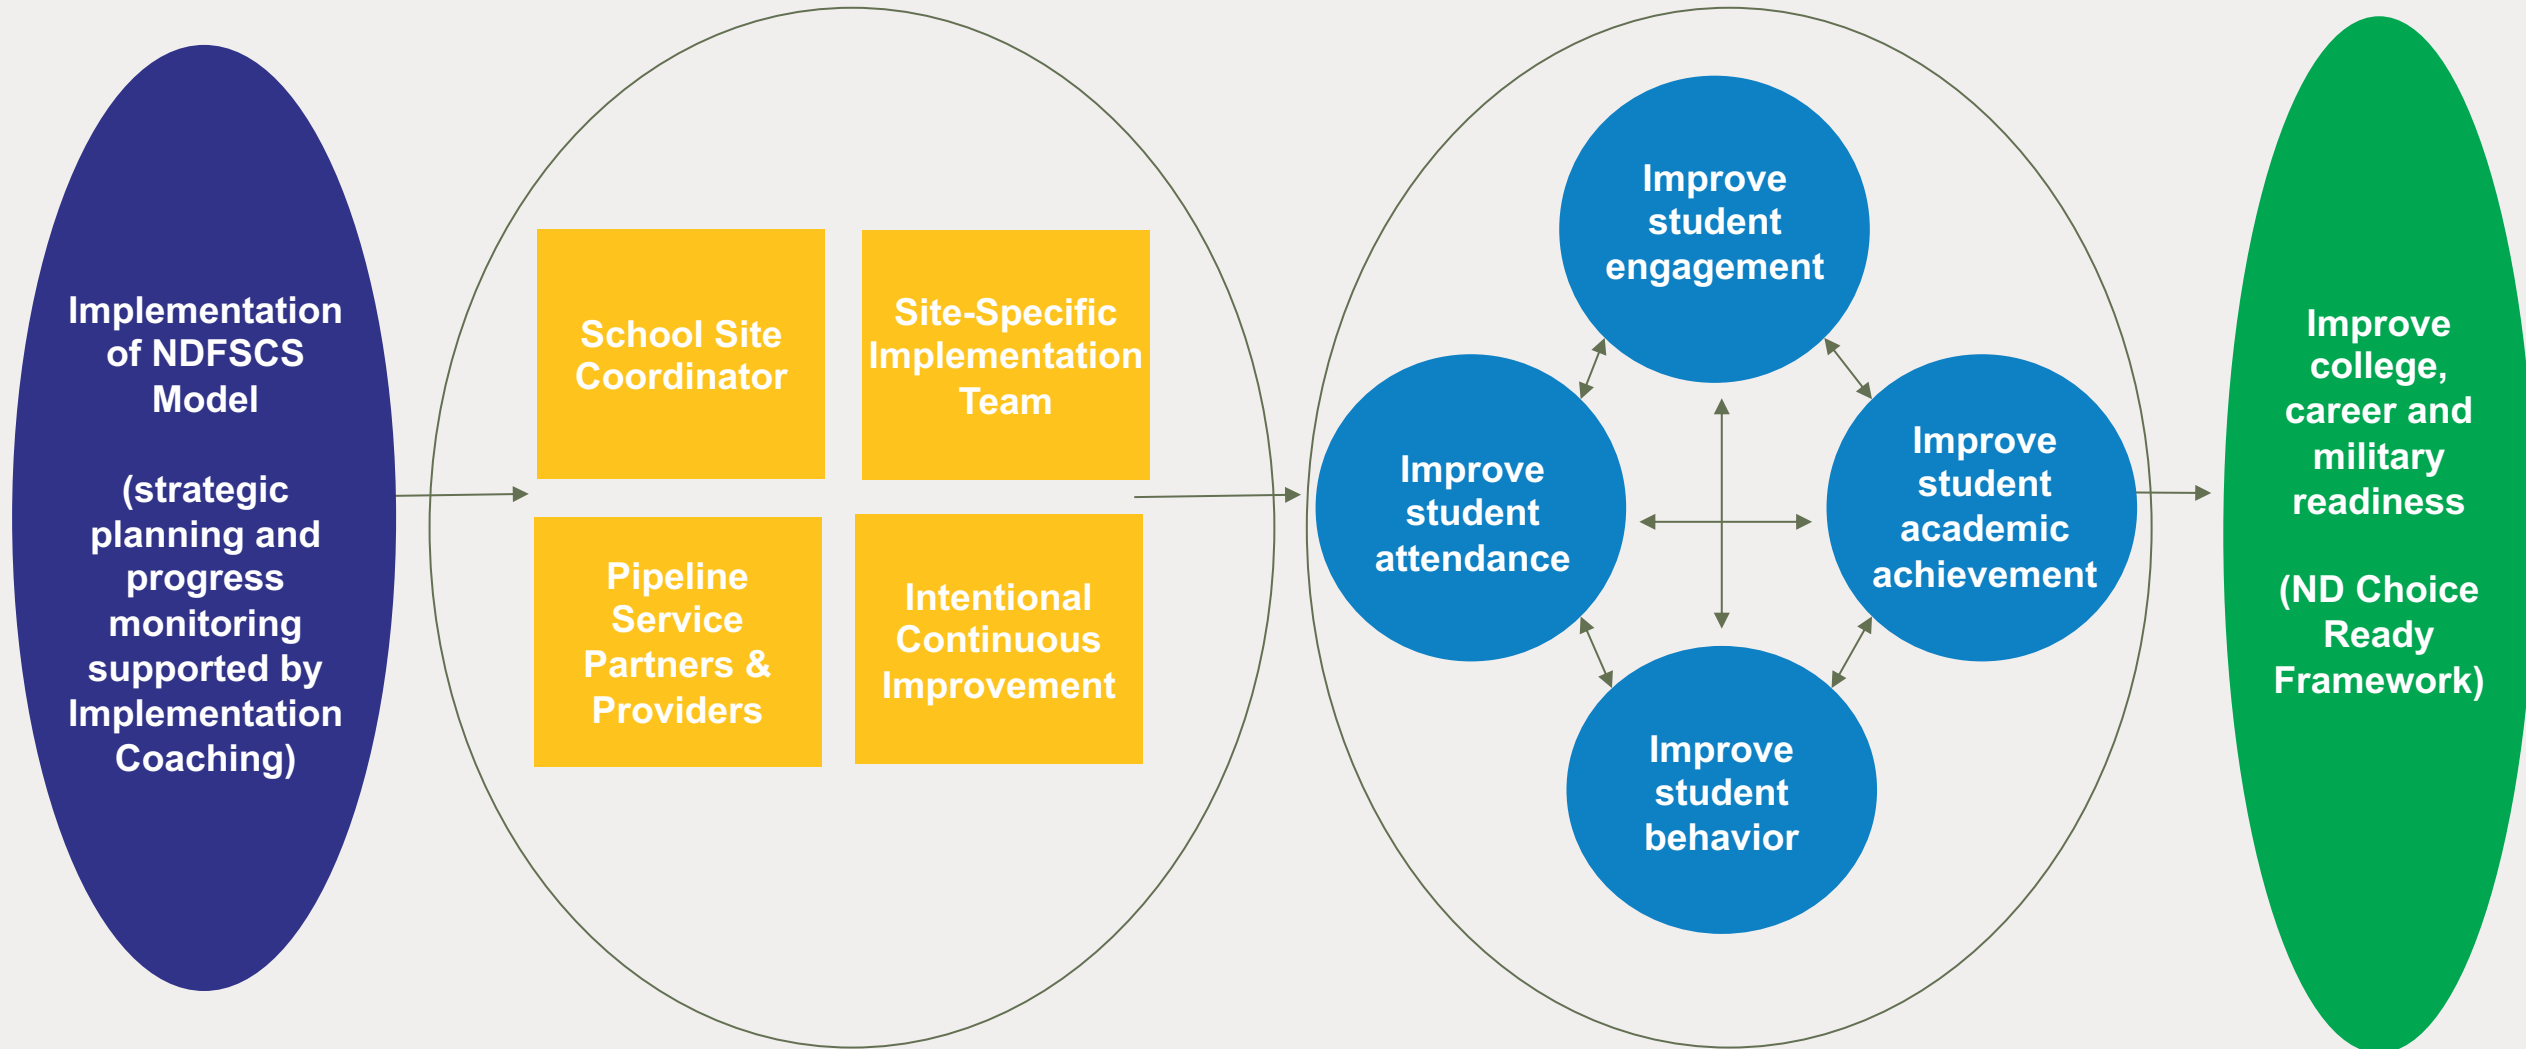 Implementation
of NDFSCS
Model
(strategic
planning and
progress
monitoring
supported by
Implementation
Coaching)
School Site
Coordinator
Site-Specific
Implementation
Team
Pipeline
Service
Partners &
Providers
Intentional
Continuous
Improvement
Improve
student
engagement
Improve
student
attendance
Improve
student
academic
achievement
Improve
student
behavior
Improve
college,
career and
military
readiness
(ND Choice
Ready
Framework)